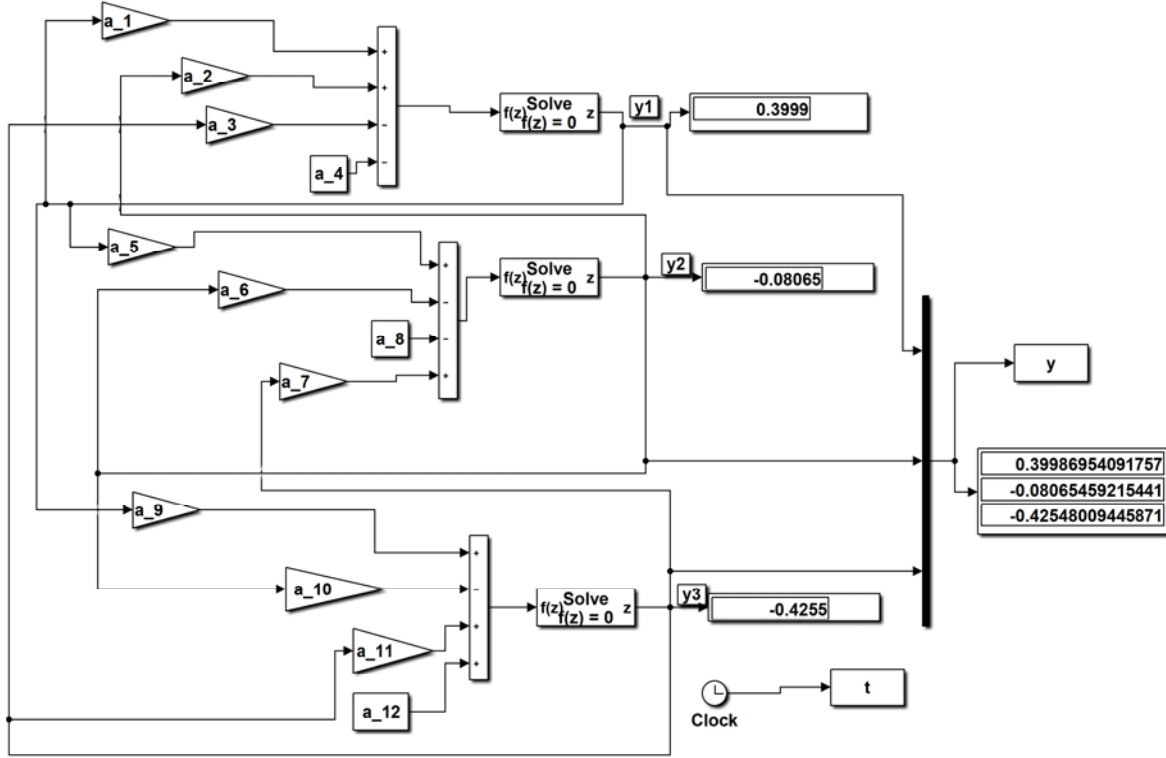 a_1
+
a_2
+
a_3
-
a_4
-
f(z) Solve f(z) = 0 z
y1
0.3999
a_5
+
a_6
-
a_8
-
a_7
+
f(z) Solve f(z) = 0 z
y2
-0.08065
y
0.39986954091757
-0.08065459215441
-0.42548009445871
a_9
+
a_10
-
a_11
+
a_12
+
f(z) Solve f(z) = 0 z
y3
-0.4255
t
Clock